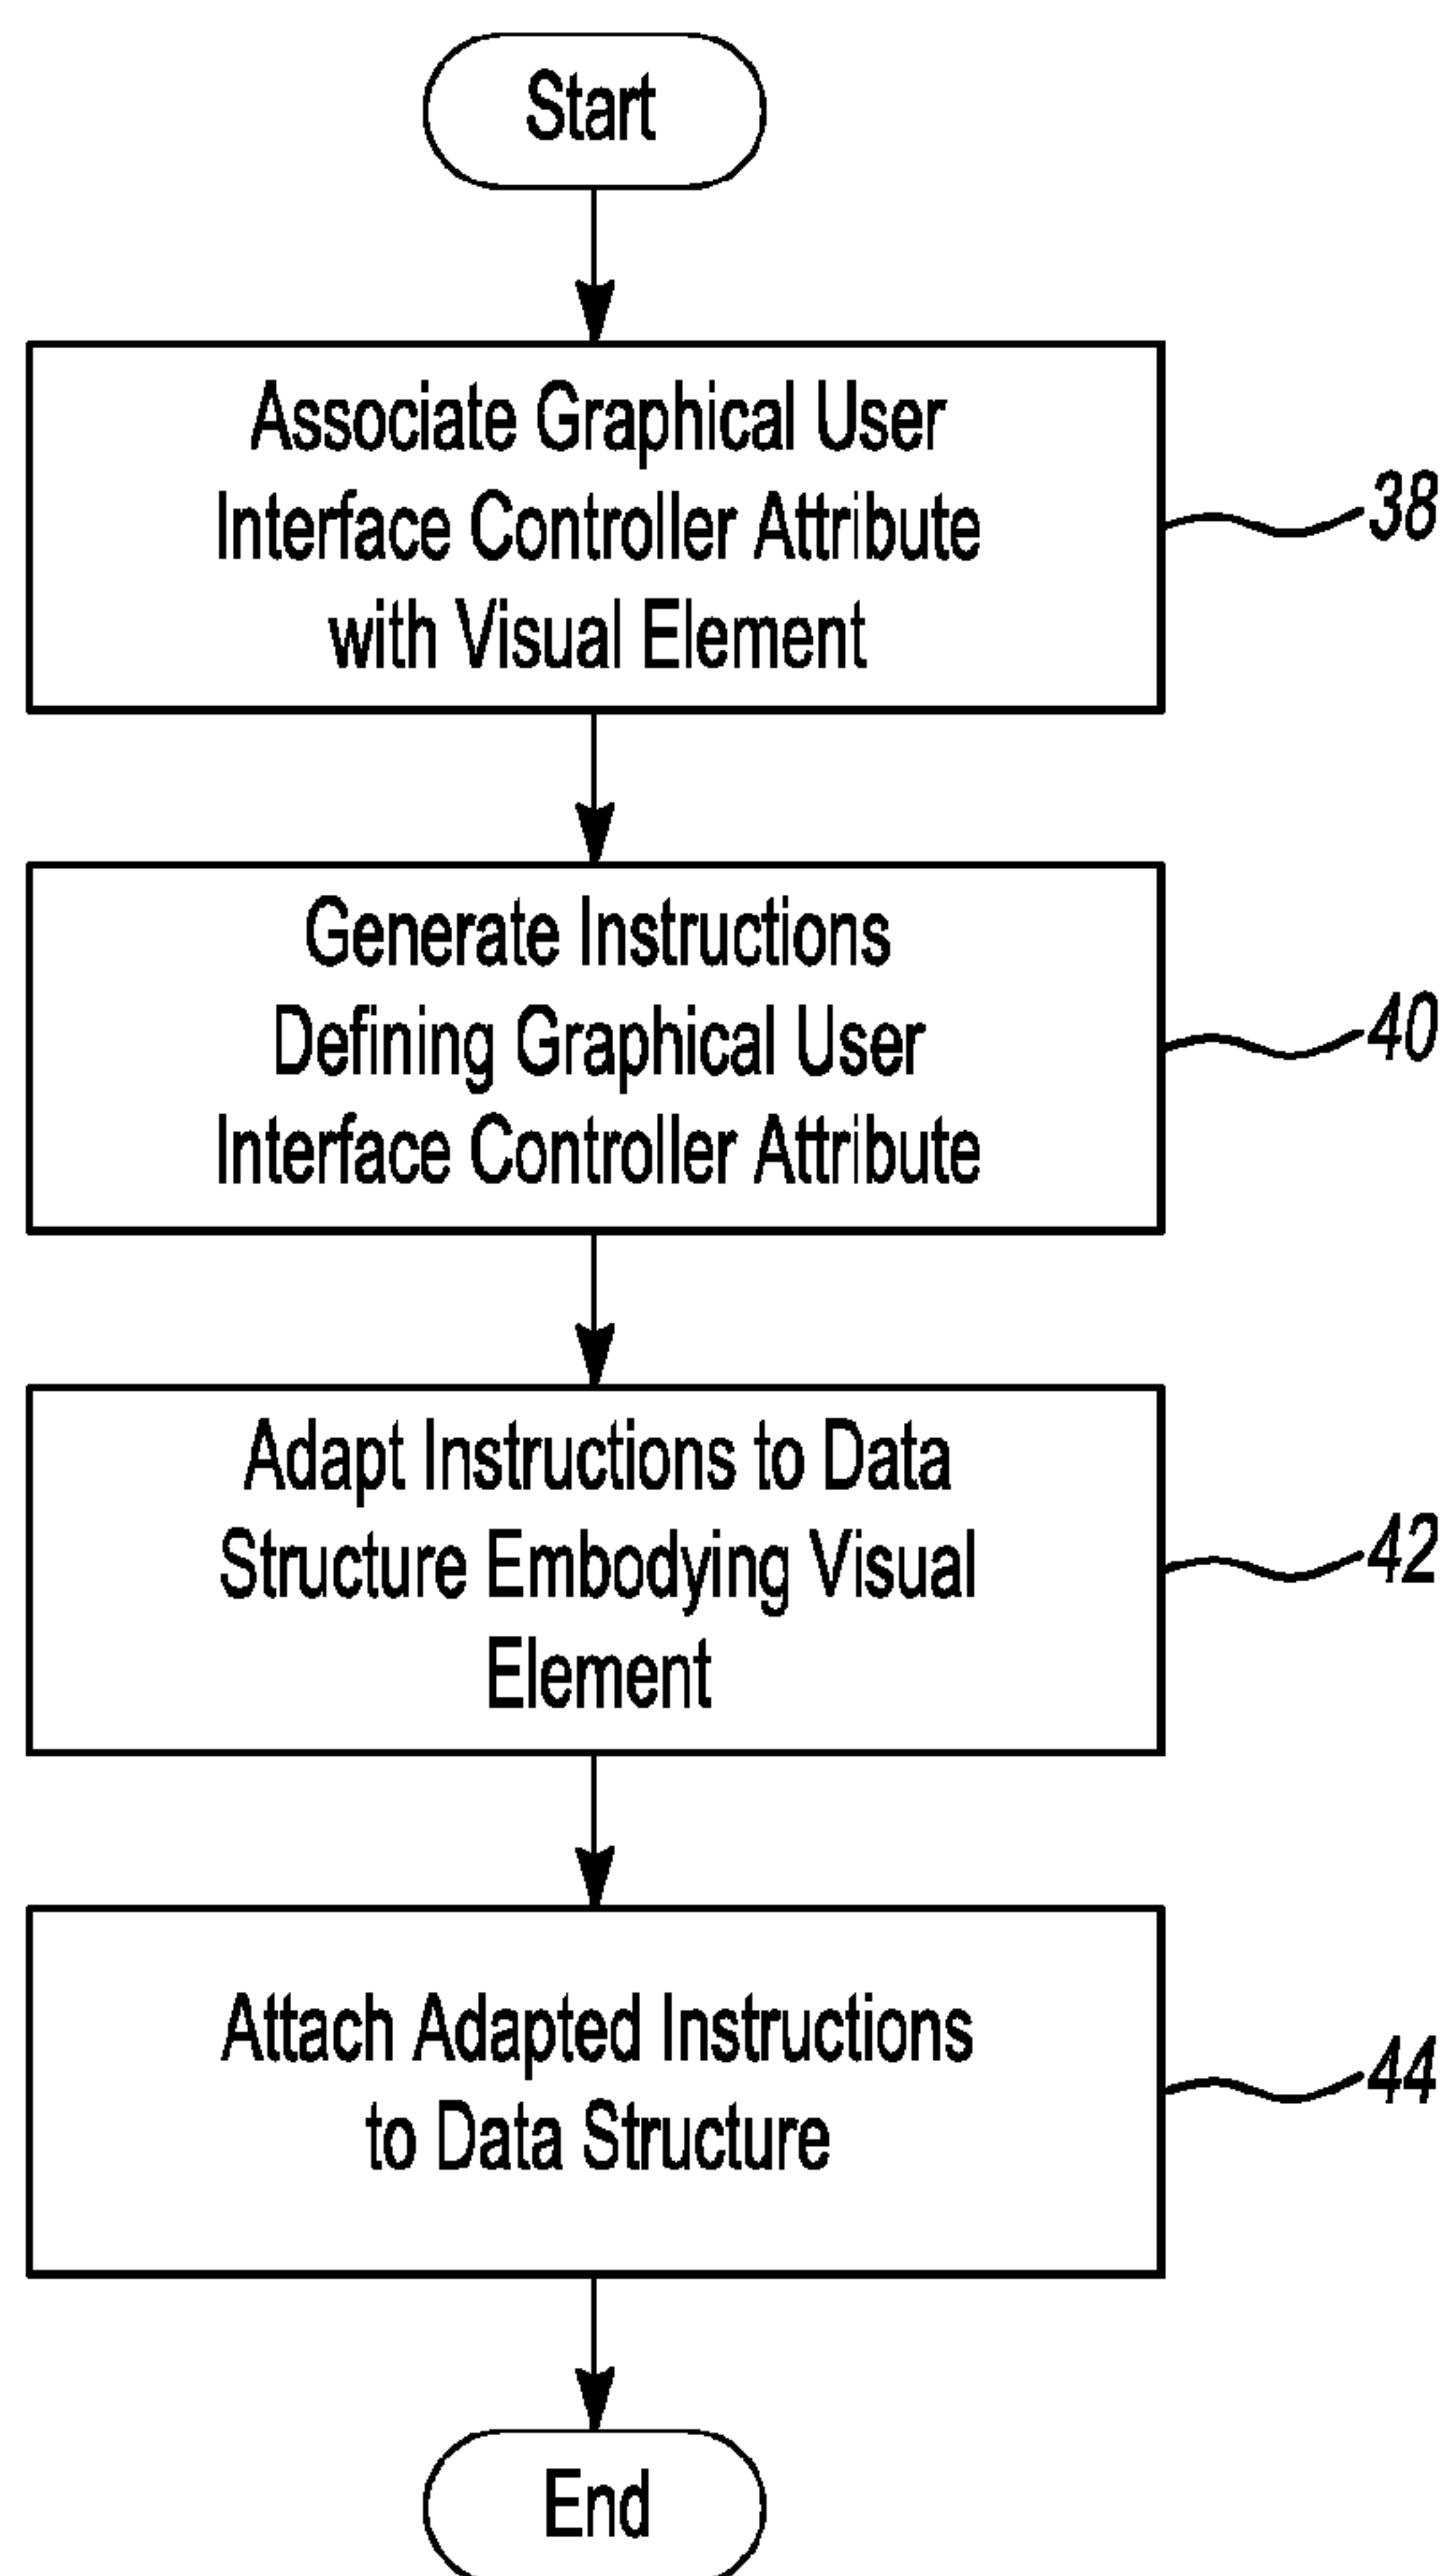 Start
Associate Graphical User
Interface Controller Attribute
with Visual Element
38
Generate Instructions
Defining Graphical User
Interface Controller Attribute
40
Adapt Instructions to Data
Structure Embodying Visual
Element
42
Attach Adapted Instructions
to Data Structure
44
End